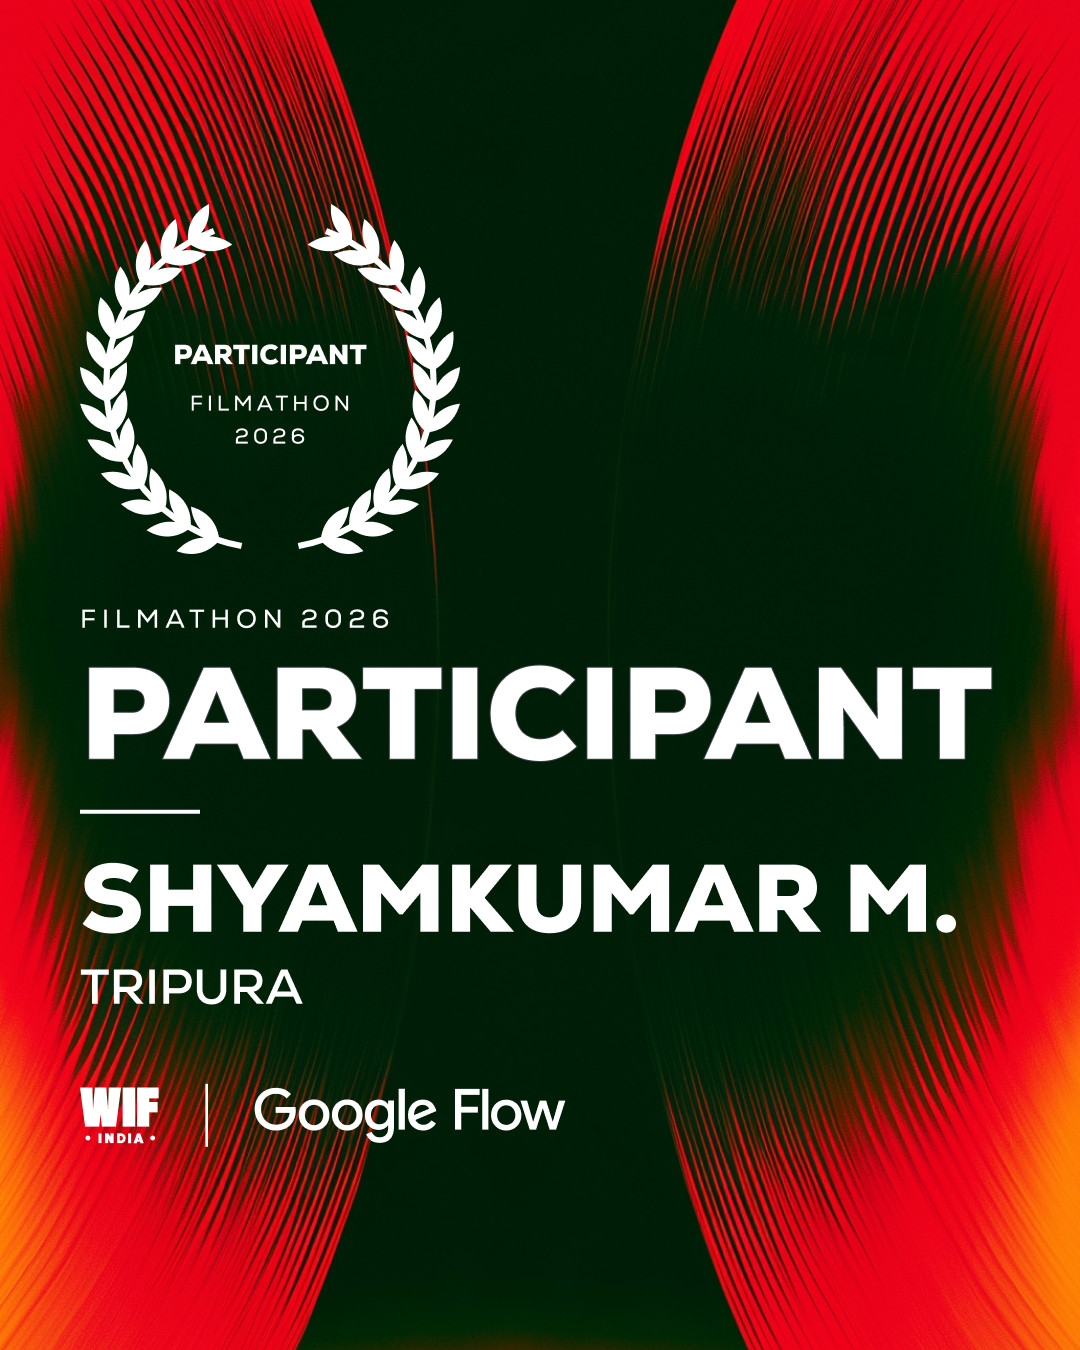 PARTICIPANT
FILMATHON
2026
FILMATHON 2026
PARTICIPANT
SHYAMKUMAR M.
TRIPURA
WIF
• INDIA •
Google Flow